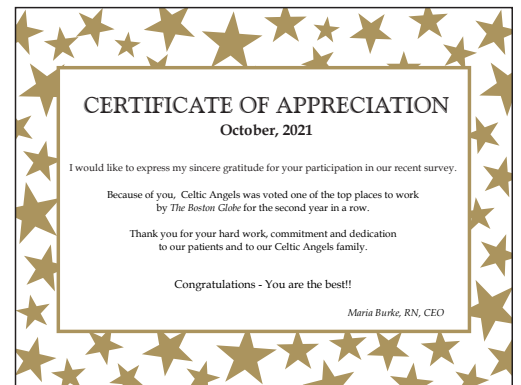 CERTIFICATE OF APPRECIATION
October, 2021
I would like to express my sincere gratitude for your participation in our recent survey.
Because of you, Celtic Angels was voted one of the top places to work
by The Boston Globe for the second year in a row.
Thank you for your hard work, commitment and dedication
to our patients and to our Celtic Angels family.
Congratulations - You are the best!!
Maria Burke, RN, CEO